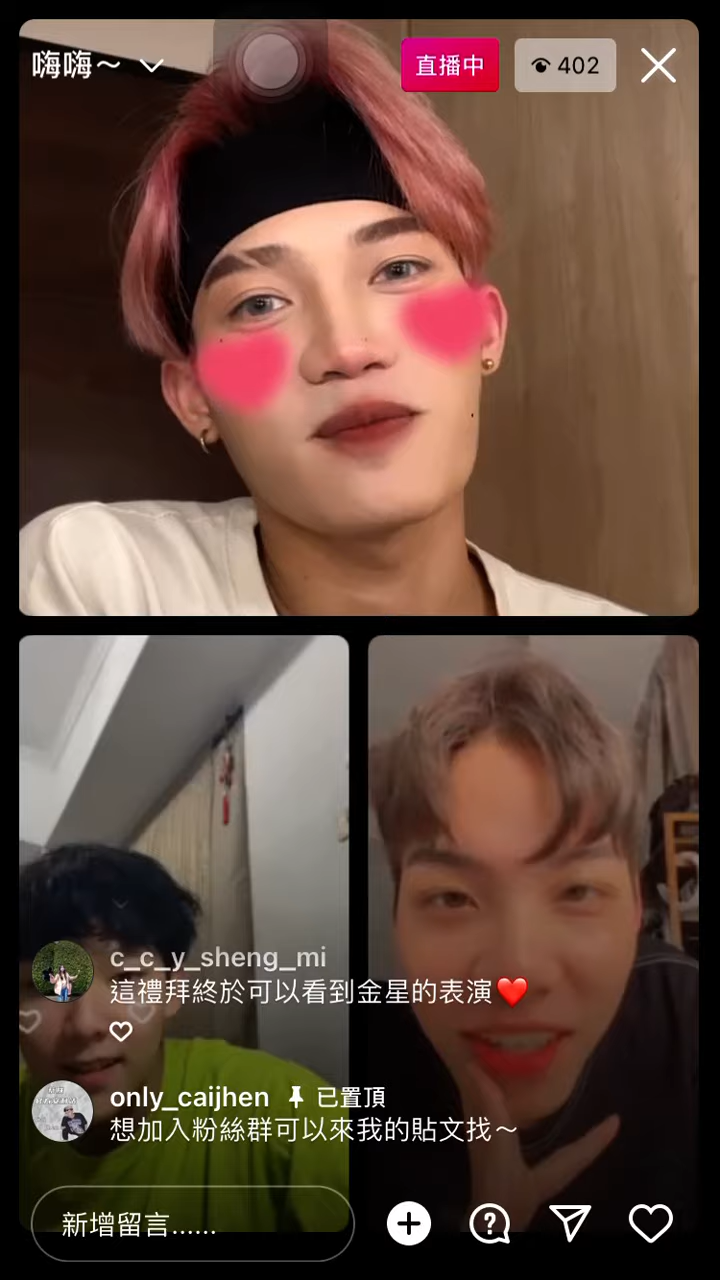 嗨嗨～
直播中
402
c_c_y_sheng_mi
這禮拜終於可以看到金星的表演❤️
only_caijhen 已置頂
想加入粉絲群可以來我的貼文找～
新增留言......